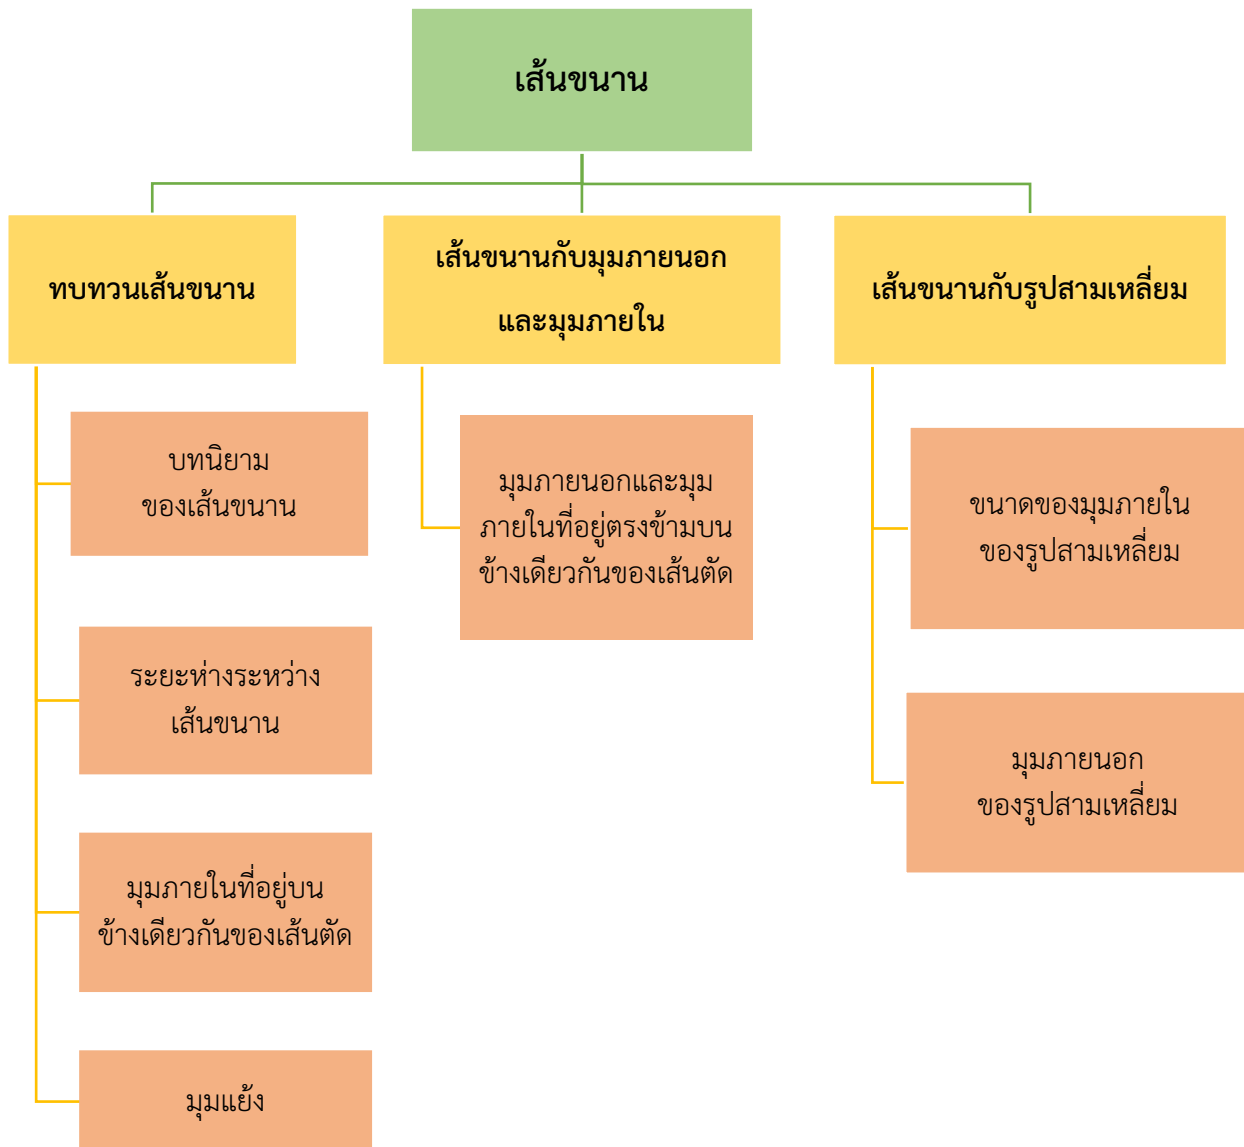 เส้นขนาน
ทบทวนเส้นขนาน
บทนิยาม
ของเส้นขนาน
ระยะห่างระหว่าง
เส้นขนาน
มุมภายในที่อยู่บน
ข้างเดียวกันของเส้นตัด
มุมแย้ง
เส้นขนานกับมุมภายนอก
และมุมภายใน
มุมภายนอกและมุม
ภายในที่อยู่ตรงข้ามบน
ข้างเดียวกันของเส้นตัด
เส้นขนานกับรูปสามเหลี่ยม
ขนาดของมุมภายใน
ของรูปสามเหลี่ยม
มุมภายนอก
ของรูปสามเหลี่ยม